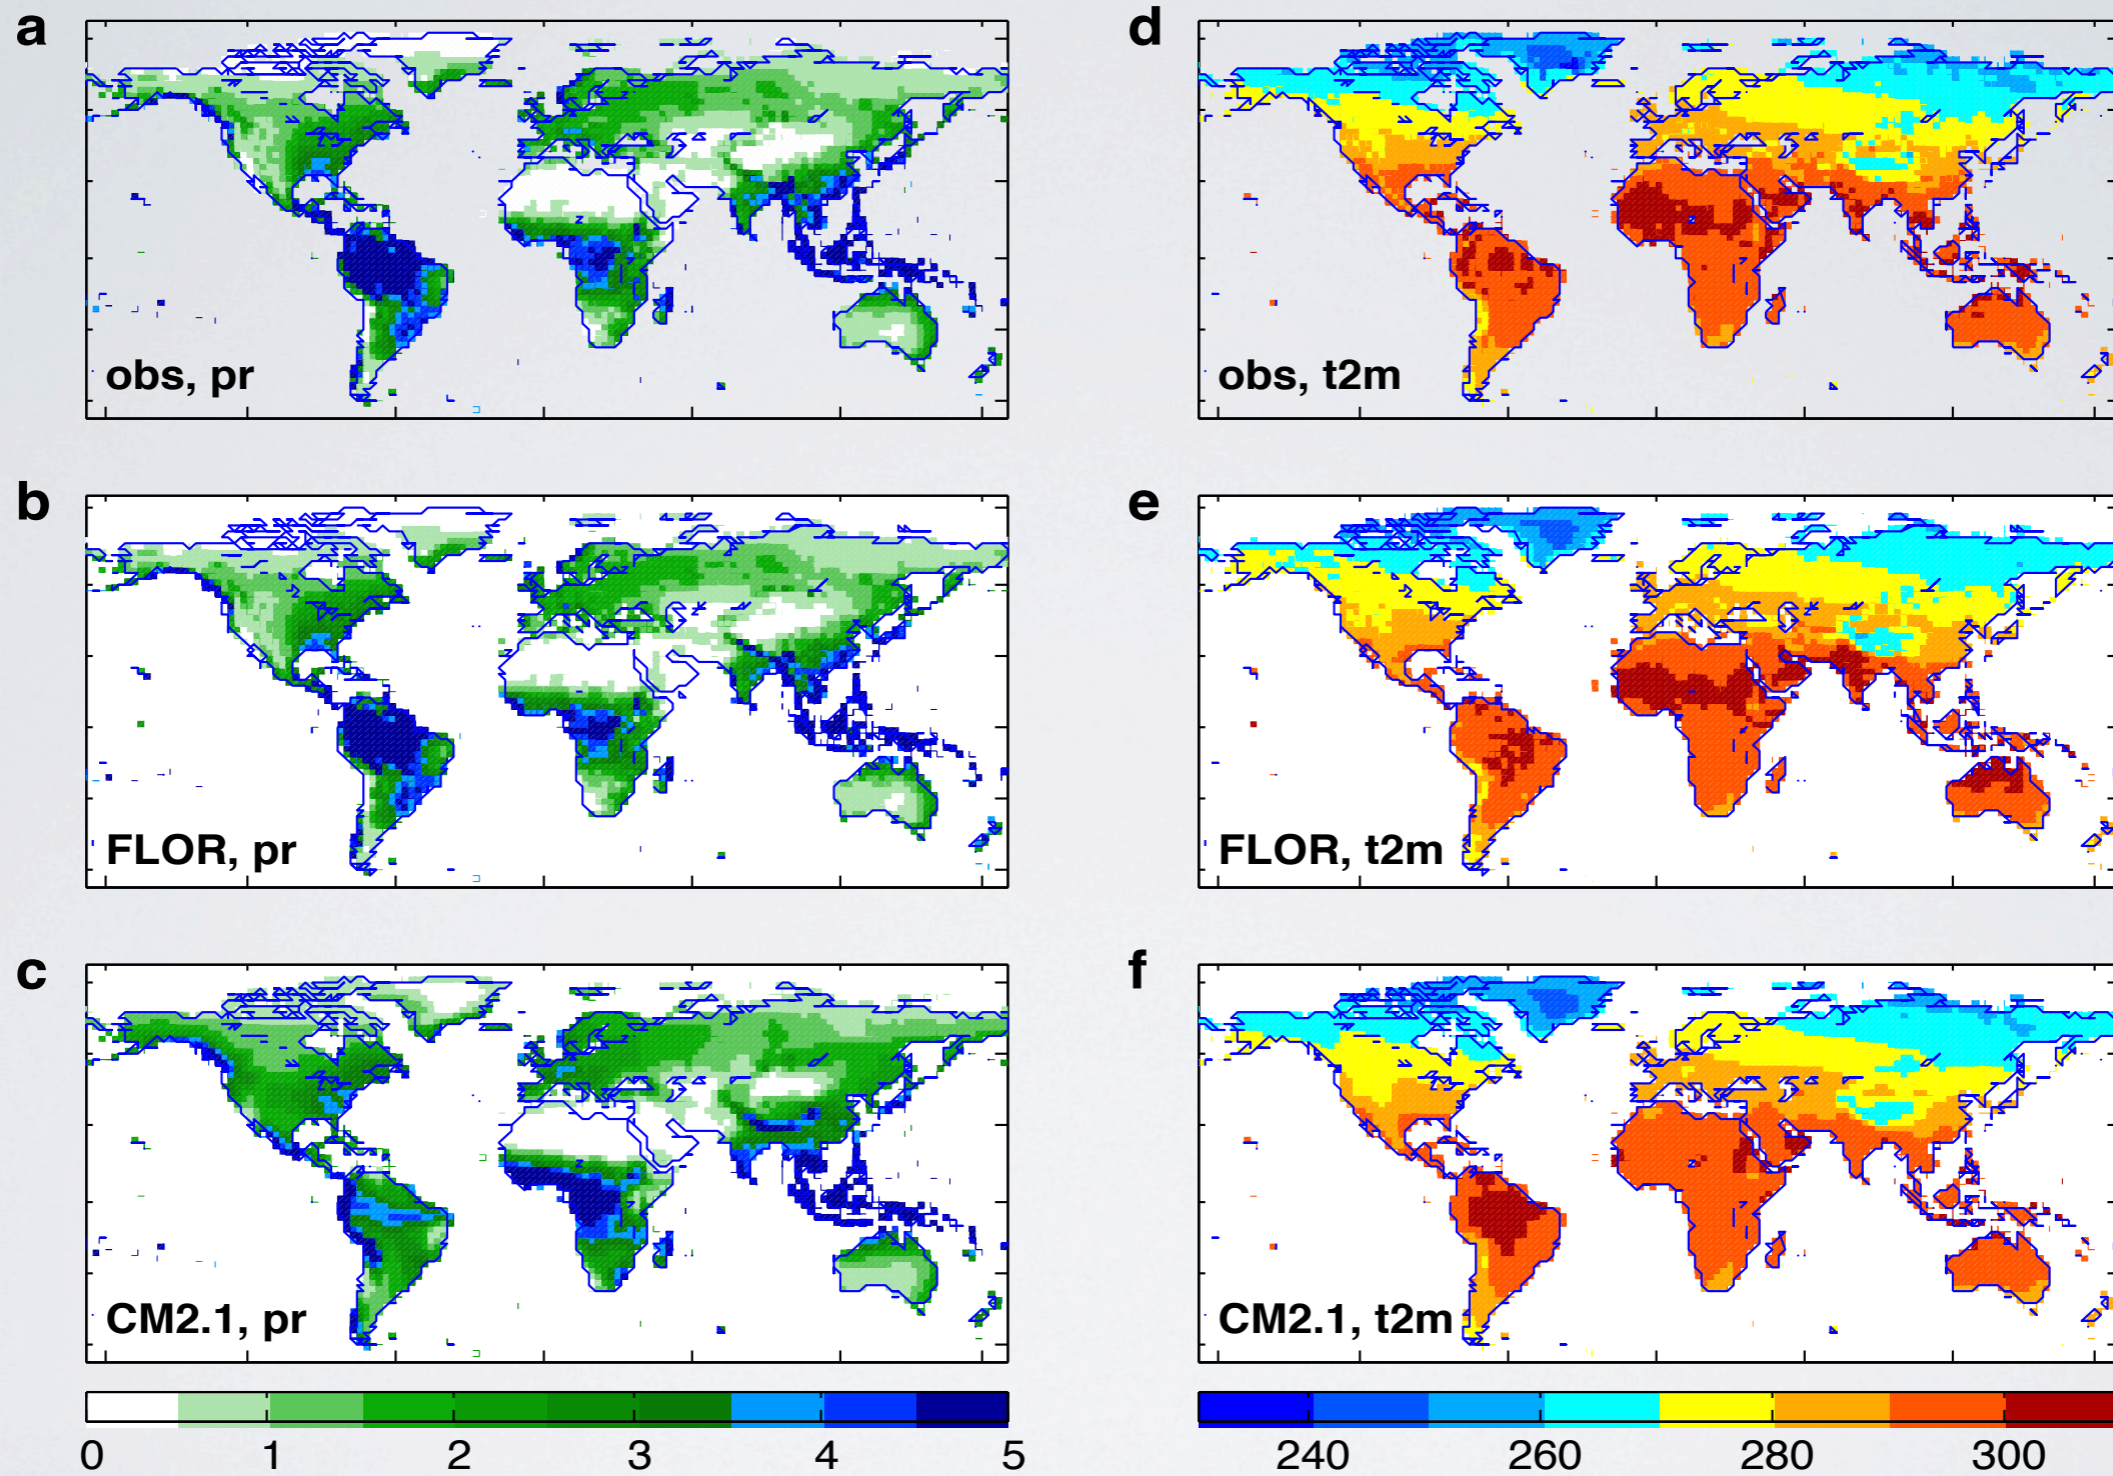 a
obs, pr
d
obs, t2m
b
FLOR, pr
e
FLOR, t2m
c
CM2.1, pr
f
CM2.1, t2m
0 1 2 3 4 5
240 260 280 300